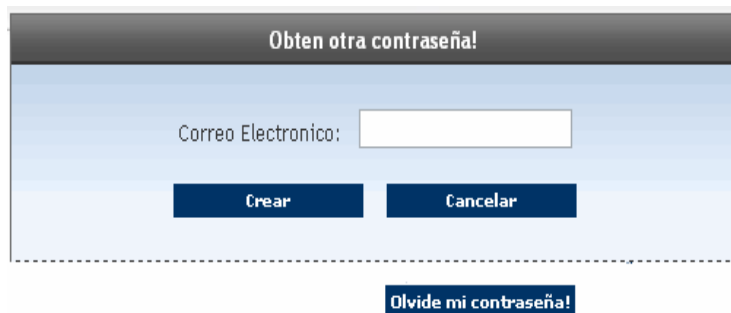 Obten otra contraseña!
Correo Electronico:
Crear Cancelar
Olvide mi contraseña!